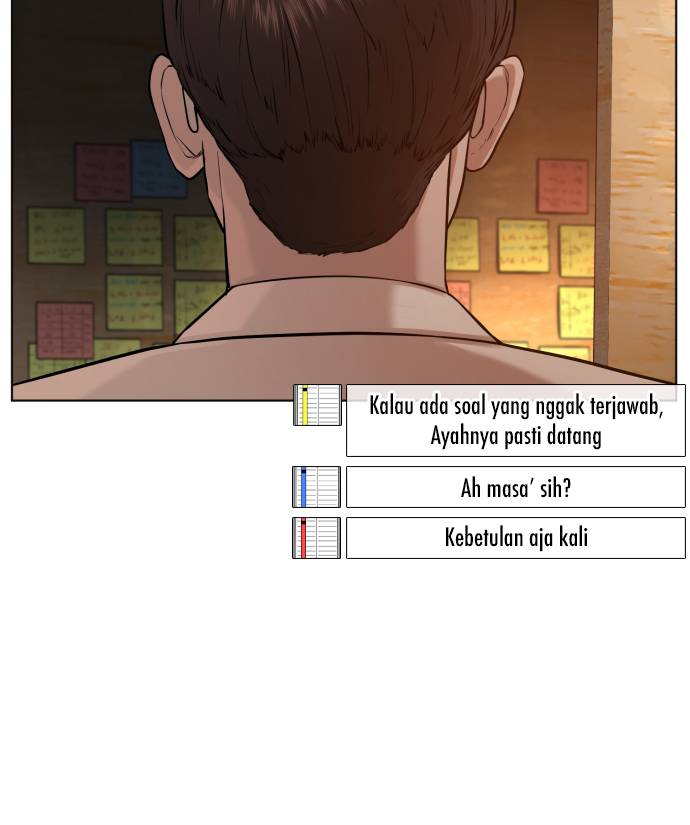 Kalau ada soal yang nggak terjawab,
Ayahnya pasti datang
Ah masa' sih?
Kebetulan aja kali